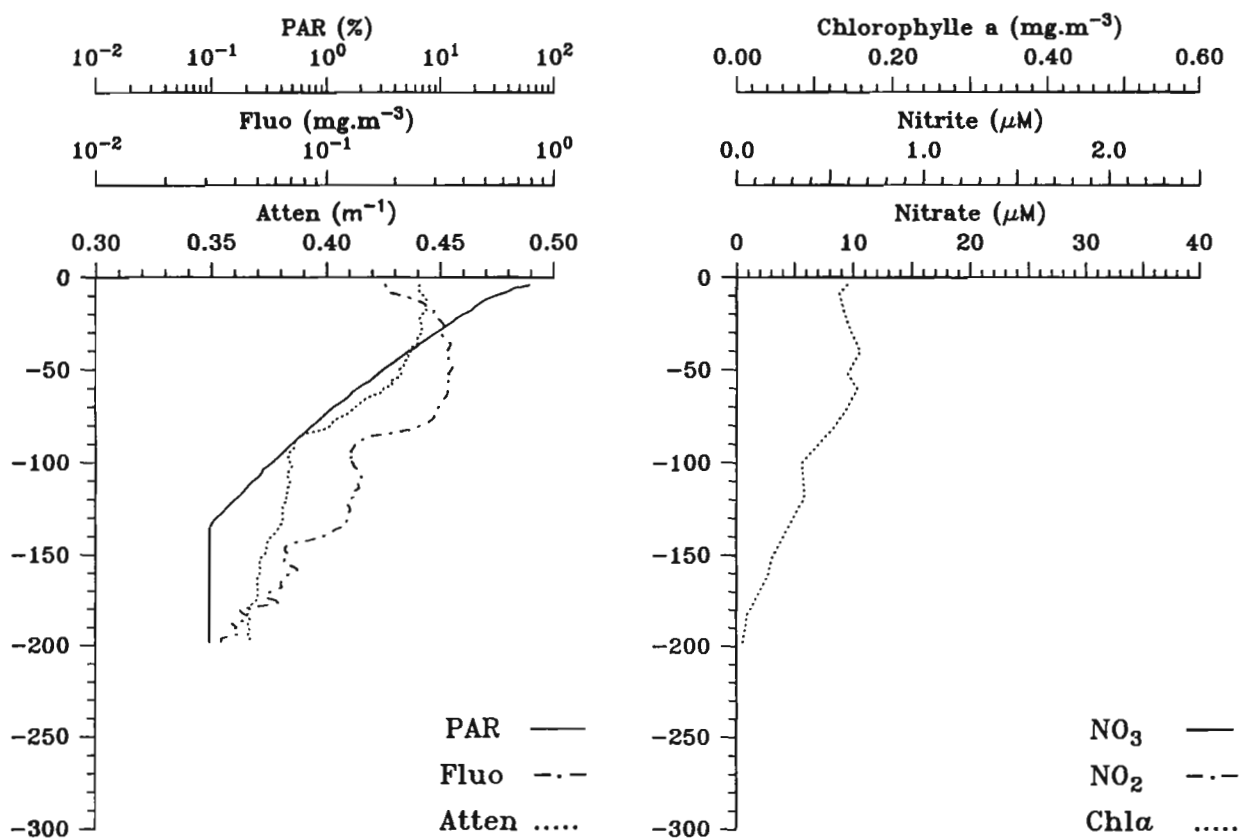 PAR (%)
10⁻² 10⁻¹ 10⁰ 10¹ 10²
Fluo (mg.m⁻³)
10⁻² 10⁻¹ 10⁰
Atten (m⁻¹)
0.30 0.35 0.40 0.45 0.50
0
−50
−100
−150
−200
−250
−300
PAR
Fluo
Atten
Chlorophylle a (mg.m⁻³)
0.00 0.20 0.40 0.60
Nitrite (μM)
0.0 1.0 2.0
Nitrate (μM)
0 10 20 30 40
0
−50
−100
−150
−200
−250
−300
NO₃
NO₂
Chlα